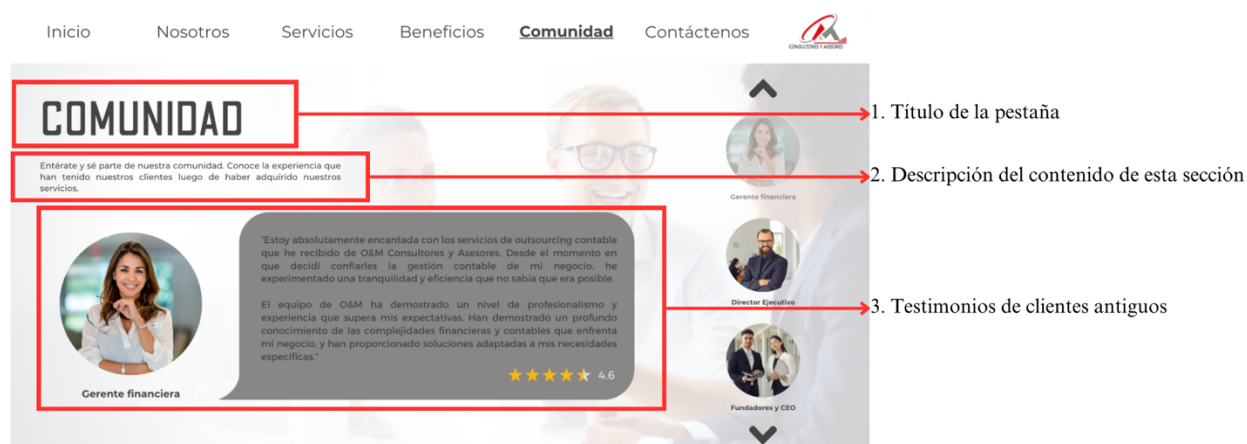 Inicio
Nosotros
Servicios
Beneficios
Comunidad
Contáctenos
CONSULTORES Y ASESORES
COMUNIDAD
1. Título de la pestaña
Entérate y sé parte de nuestra comunidad. Conoce la experiencia que
han tenido nuestros clientes luego de haber adquirido nuestros
servicios.
2. Descripción del contenido de esta sección
"Estoy absolutamente encantada con los servicios de outsourcing contable
que he recibido de O&M Consultores y Asesores. Desde el momento en
que decidí confiarles la gestión contable de mi negocio, he
experimentado una tranquilidad y eficiencia que no sabía que era posible.
El equipo de O&M ha demostrado un nivel de profesionalismo y
experiencia que supera mis expectativas. Han demostrado un profundo
conocimiento de las complejidades financieras y contables que enfrenta
mi negocio, y han proporcionado soluciones adaptadas a mis necesidades
específicas."
4.6
Gerente financiera
3. Testimonios de clientes antiguos
Gerente financiera
Director Ejecutivo
Fundadores y CEO